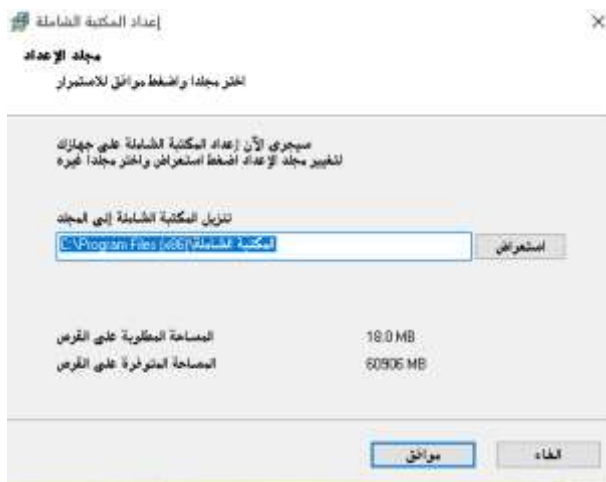 إعداد المكتبة الشاملة
مجلد الإعداد
اختر مجلدا واضغط موافق للاستمرار
سيجرى الآن إعداد المكتبة الشاملة على جهازك
لتغيير مجلد الإعداد اضغط استعراض واختر مجلدا غيره
تنزيل المكتبة الشاملة إلى المجلد
C:\Program Files (x86)\المكتبة الشاملة
استعراض
المساحة المطلوبة على القرص 18.0 MB
المساحة المتوفرة على القرص 60906 MB
موافق
الغاء